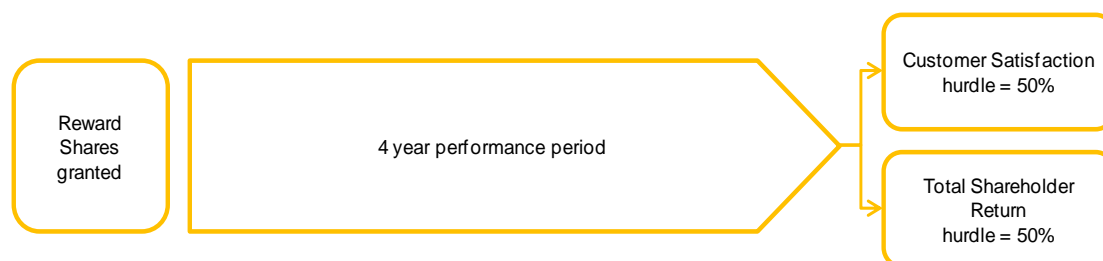 Reward
Shares
granted
4 year performance period
Customer Satisfaction
hurdle = 50%
Total Shareholder
Return
hurdle = 50%